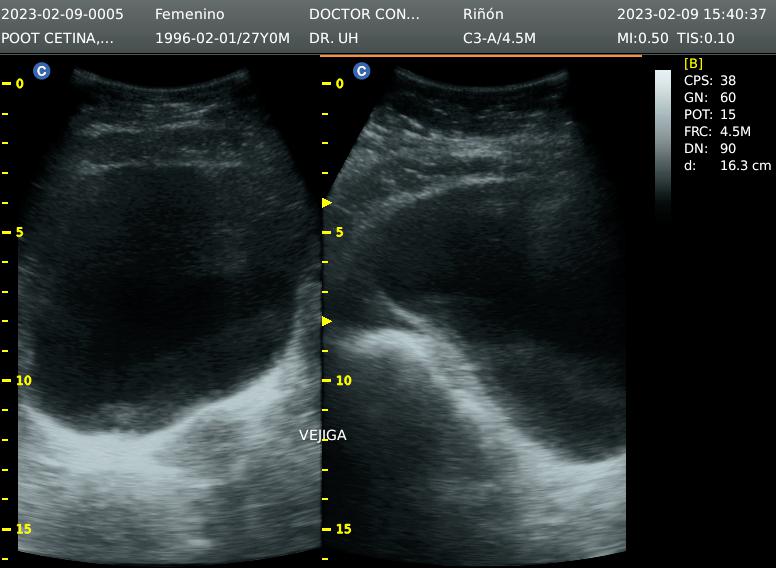 2023-02-09-0005 Femenino DOCTOR CON... Riñón 2023-02-09 15:40:37
POOT CETINA,... 1996-02-01/27Y0M DR. UH C3-A/4.5M MI:0.50 TIS:0.10
[B]
CPS: 38
GN: 60
POT: 15
FRC: 4.5M
DN: 90
d: 16.3 cm
C
0
5
10
15
C
0
5
10
15
VEJIGA